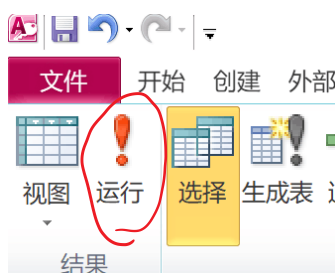 文件 开始 创建 外部
视图 运行 选择 生成表
结果